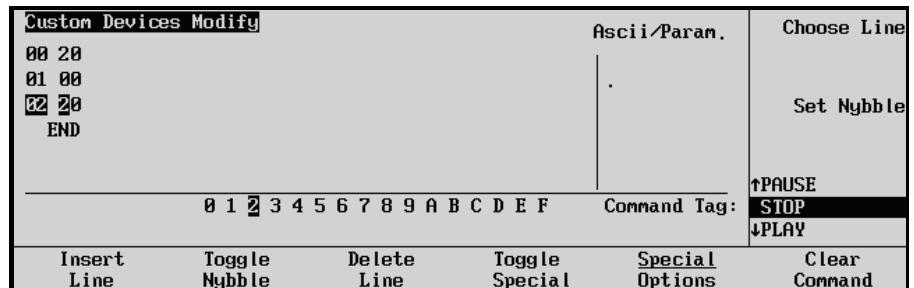 Custom Devices Modify
Ascii/Param.
Choose Line
00 20
01 00
.
02 20
Set Nybble
END
↑PAUSE
0 1 2 3 4 5 6 7 8 9 A B C D E F
Command Tag:
STOP
↓PLAY
Insert Line
Toggle Nybble
Delete Line
Toggle Special
Special Options
Clear Command